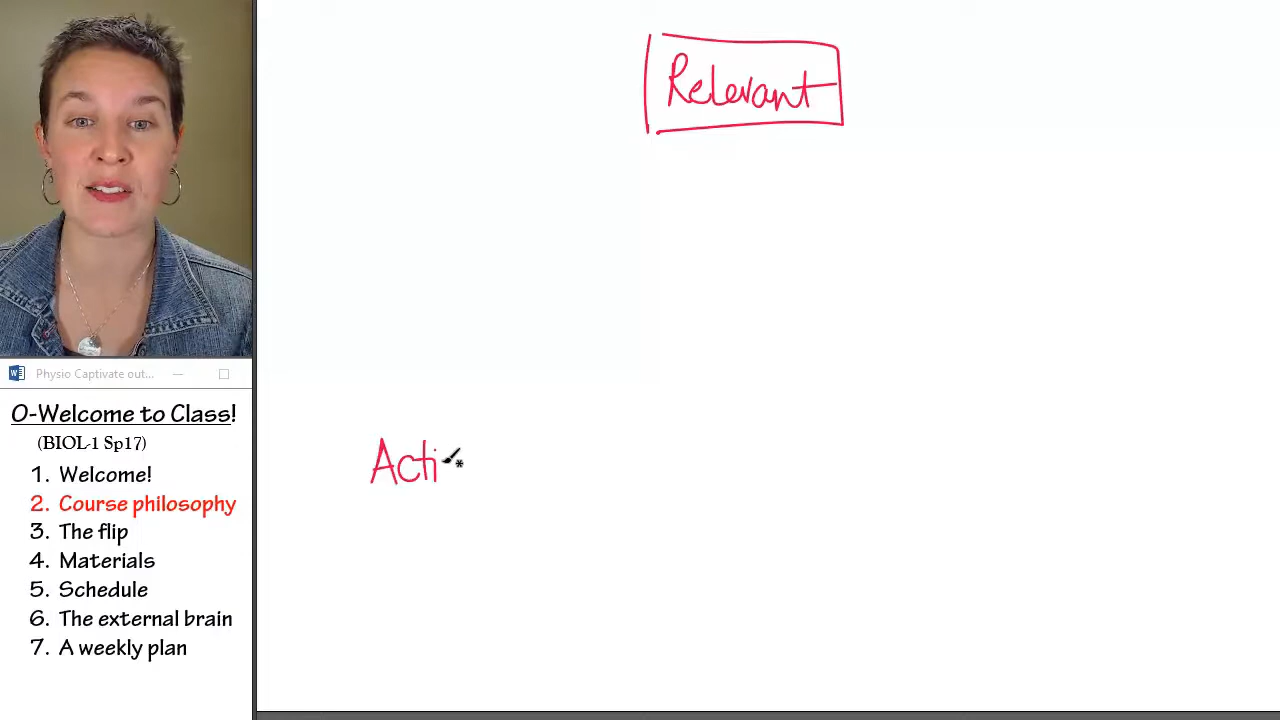 Relevant
Acti
Physio Captivate out...
O-Welcome to Class!
(BIOL-1 Sp17)
1. Welcome!
2. Course philosophy
3. The flip
4. Materials
5. Schedule
6. The external brain
7. A weekly plan